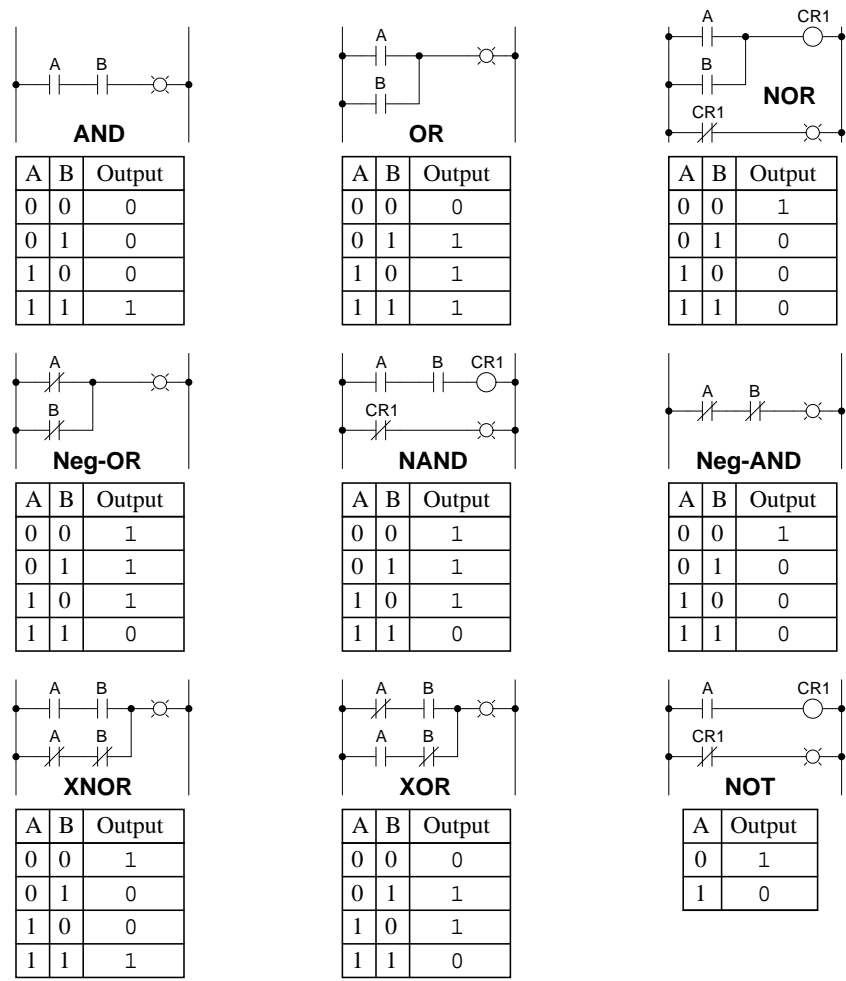 A B
AND
A B Output
0 0 0
0 1 0
1 0 0
1 1 1
A
B
OR
A B Output
0 0 0
0 1 1
1 0 1
1 1 1
A CR1
B
NOR
CR1
A B Output
0 0 1
0 1 0
1 0 0
1 1 0
A
B
Neg-OR
A B Output
0 0 1
0 1 1
1 0 1
1 1 0
A B CR1
CR1
NAND
A B Output
0 0 1
0 1 1
1 0 1
1 1 0
A B
Neg-AND
A B Output
0 0 1
0 1 0
1 0 0
1 1 0
A B
A B
XNOR
A B Output
0 0 1
0 1 0
1 0 0
1 1 1
A B
A B
XOR
A B Output
0 0 0
0 1 1
1 0 1
1 1 0
A CR1
CR1
NOT
A Output
0 1
1 0